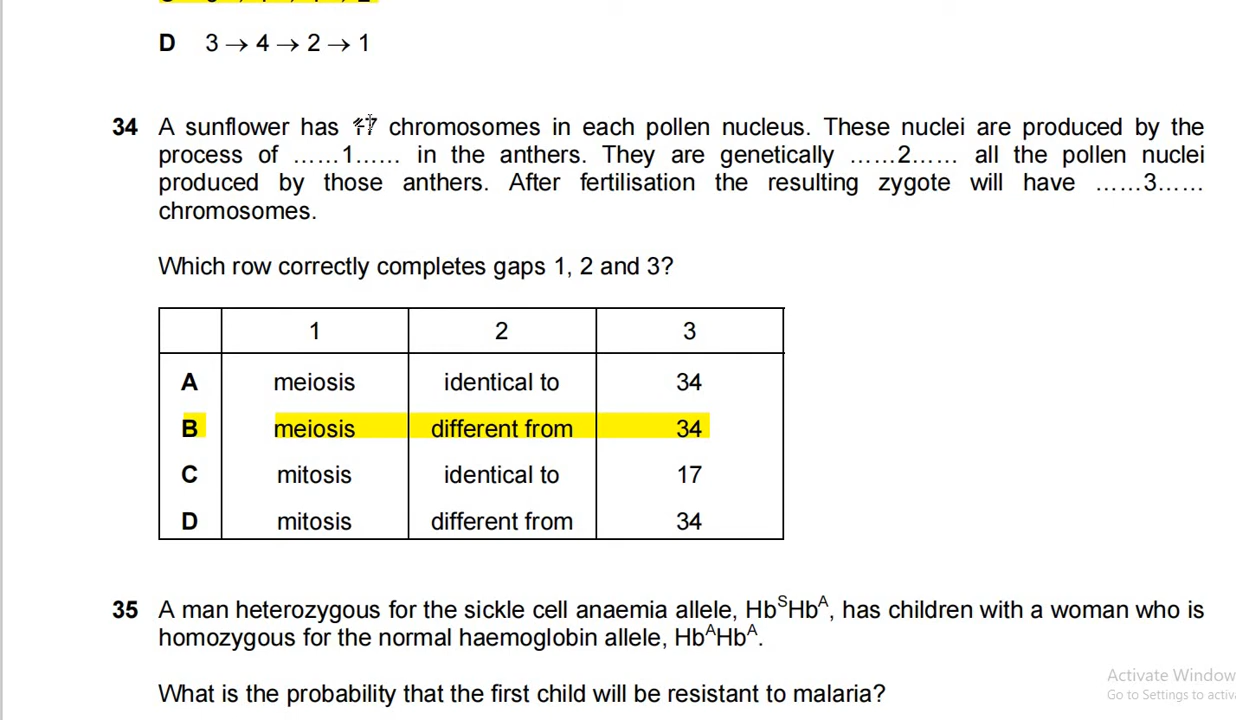 D 3 → 4 → 2 → 1
34 A sunflower has 17 chromosomes in each pollen nucleus. These nuclei are produced by the
process of ......1...... in the anthers. They are genetically ......2...... all the pollen nuclei
produced by those anthers. After fertilisation the resulting zygote will have ......3......
chromosomes.
Which row correctly completes gaps 1, 2 and 3?
1 2 3
A meiosis identical to 34
B meiosis different from 34
C mitosis identical to 17
D mitosis different from 34
35 A man heterozygous for the sickle cell anaemia allele, Hb^SHb^A, has children with a woman who is
homozygous for the normal haemoglobin allele, Hb^AHb^A.
What is the probability that the first child will be resistant to malaria?
Activate Window
Go to Settings to activ